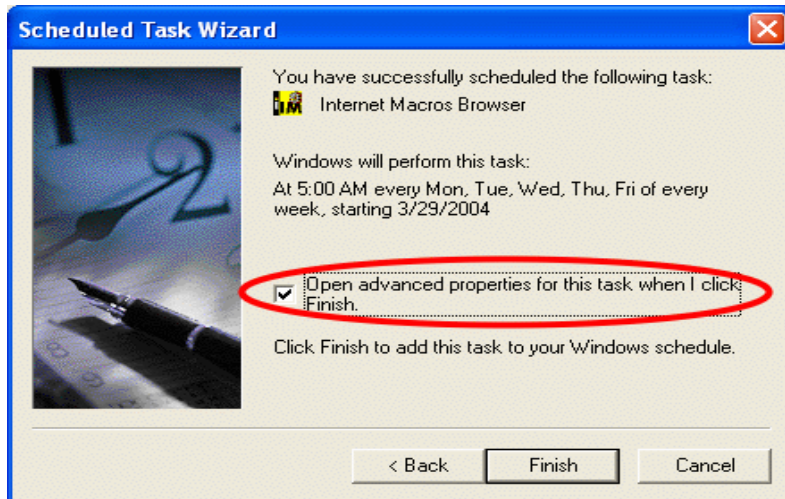 Scheduled Task Wizard
You have successfully scheduled the following task:
Internet Macros Browser
Windows will perform this task:
At 5:00 AM every Mon, Tue, Wed, Thu, Fri of every
week, starting 3/29/2004
Open advanced properties for this task when I click
Finish.
Click Finish to add this task to your Windows schedule.
< Back
Finish
Cancel